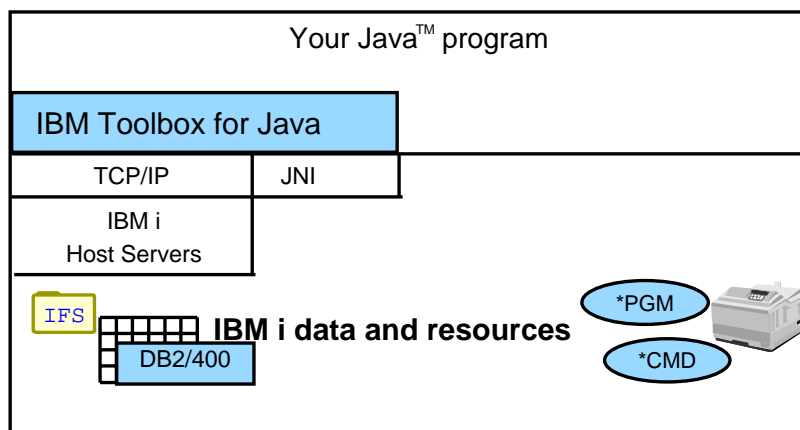 Your Java™ program
IBM Toolbox for Java
TCP/IP
JNI
IBM i
Host Servers
IFS
IBM i data and resources
DB2/400
*PGM
*CMD